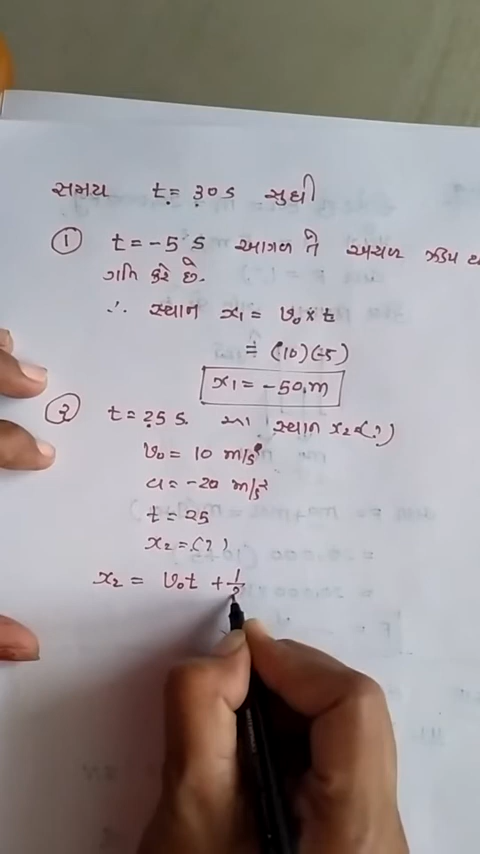 સમય t = 30 s સુધી
① t = -5 s આગળ તે અચળ ઝડપ
ગતિ કરે છે.
∴ સ્થાન x₁ = v₀ × t
= (10)(-5)
x₁ = -50 m
② t = 25 s. આ સ્થાન x₂ = (?)
v₀ = 10 m/s
a = -20 m/s²
t = 25
x₂ = (?)
x₂ = v₀t + 1/2